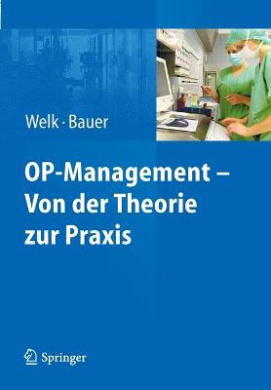 Welk · Bauer
OP-Management –
Von der Theorie
zur Praxis
Springer